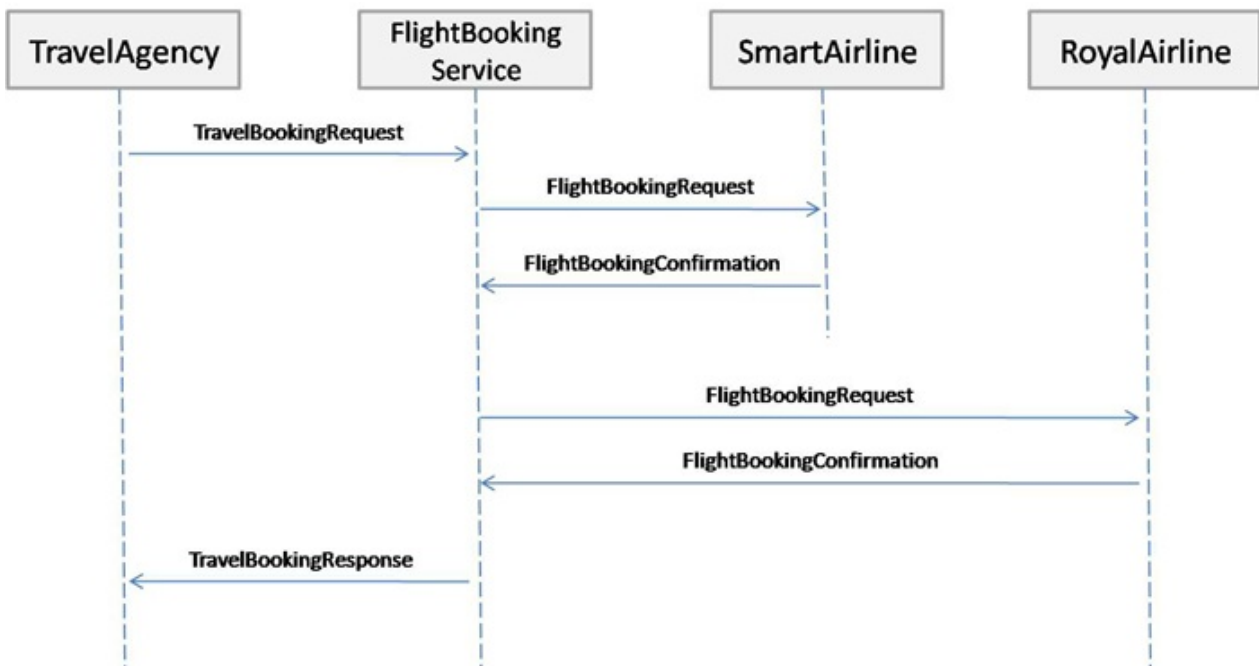 TravelAgency
FlightBooking
Service
SmartAirline
RoyalAirline
TravelBookingRequest
FlightBookingRequest
FlightBookingConfirmation
FlightBookingRequest
FlightBookingConfirmation
TravelBookingResponse